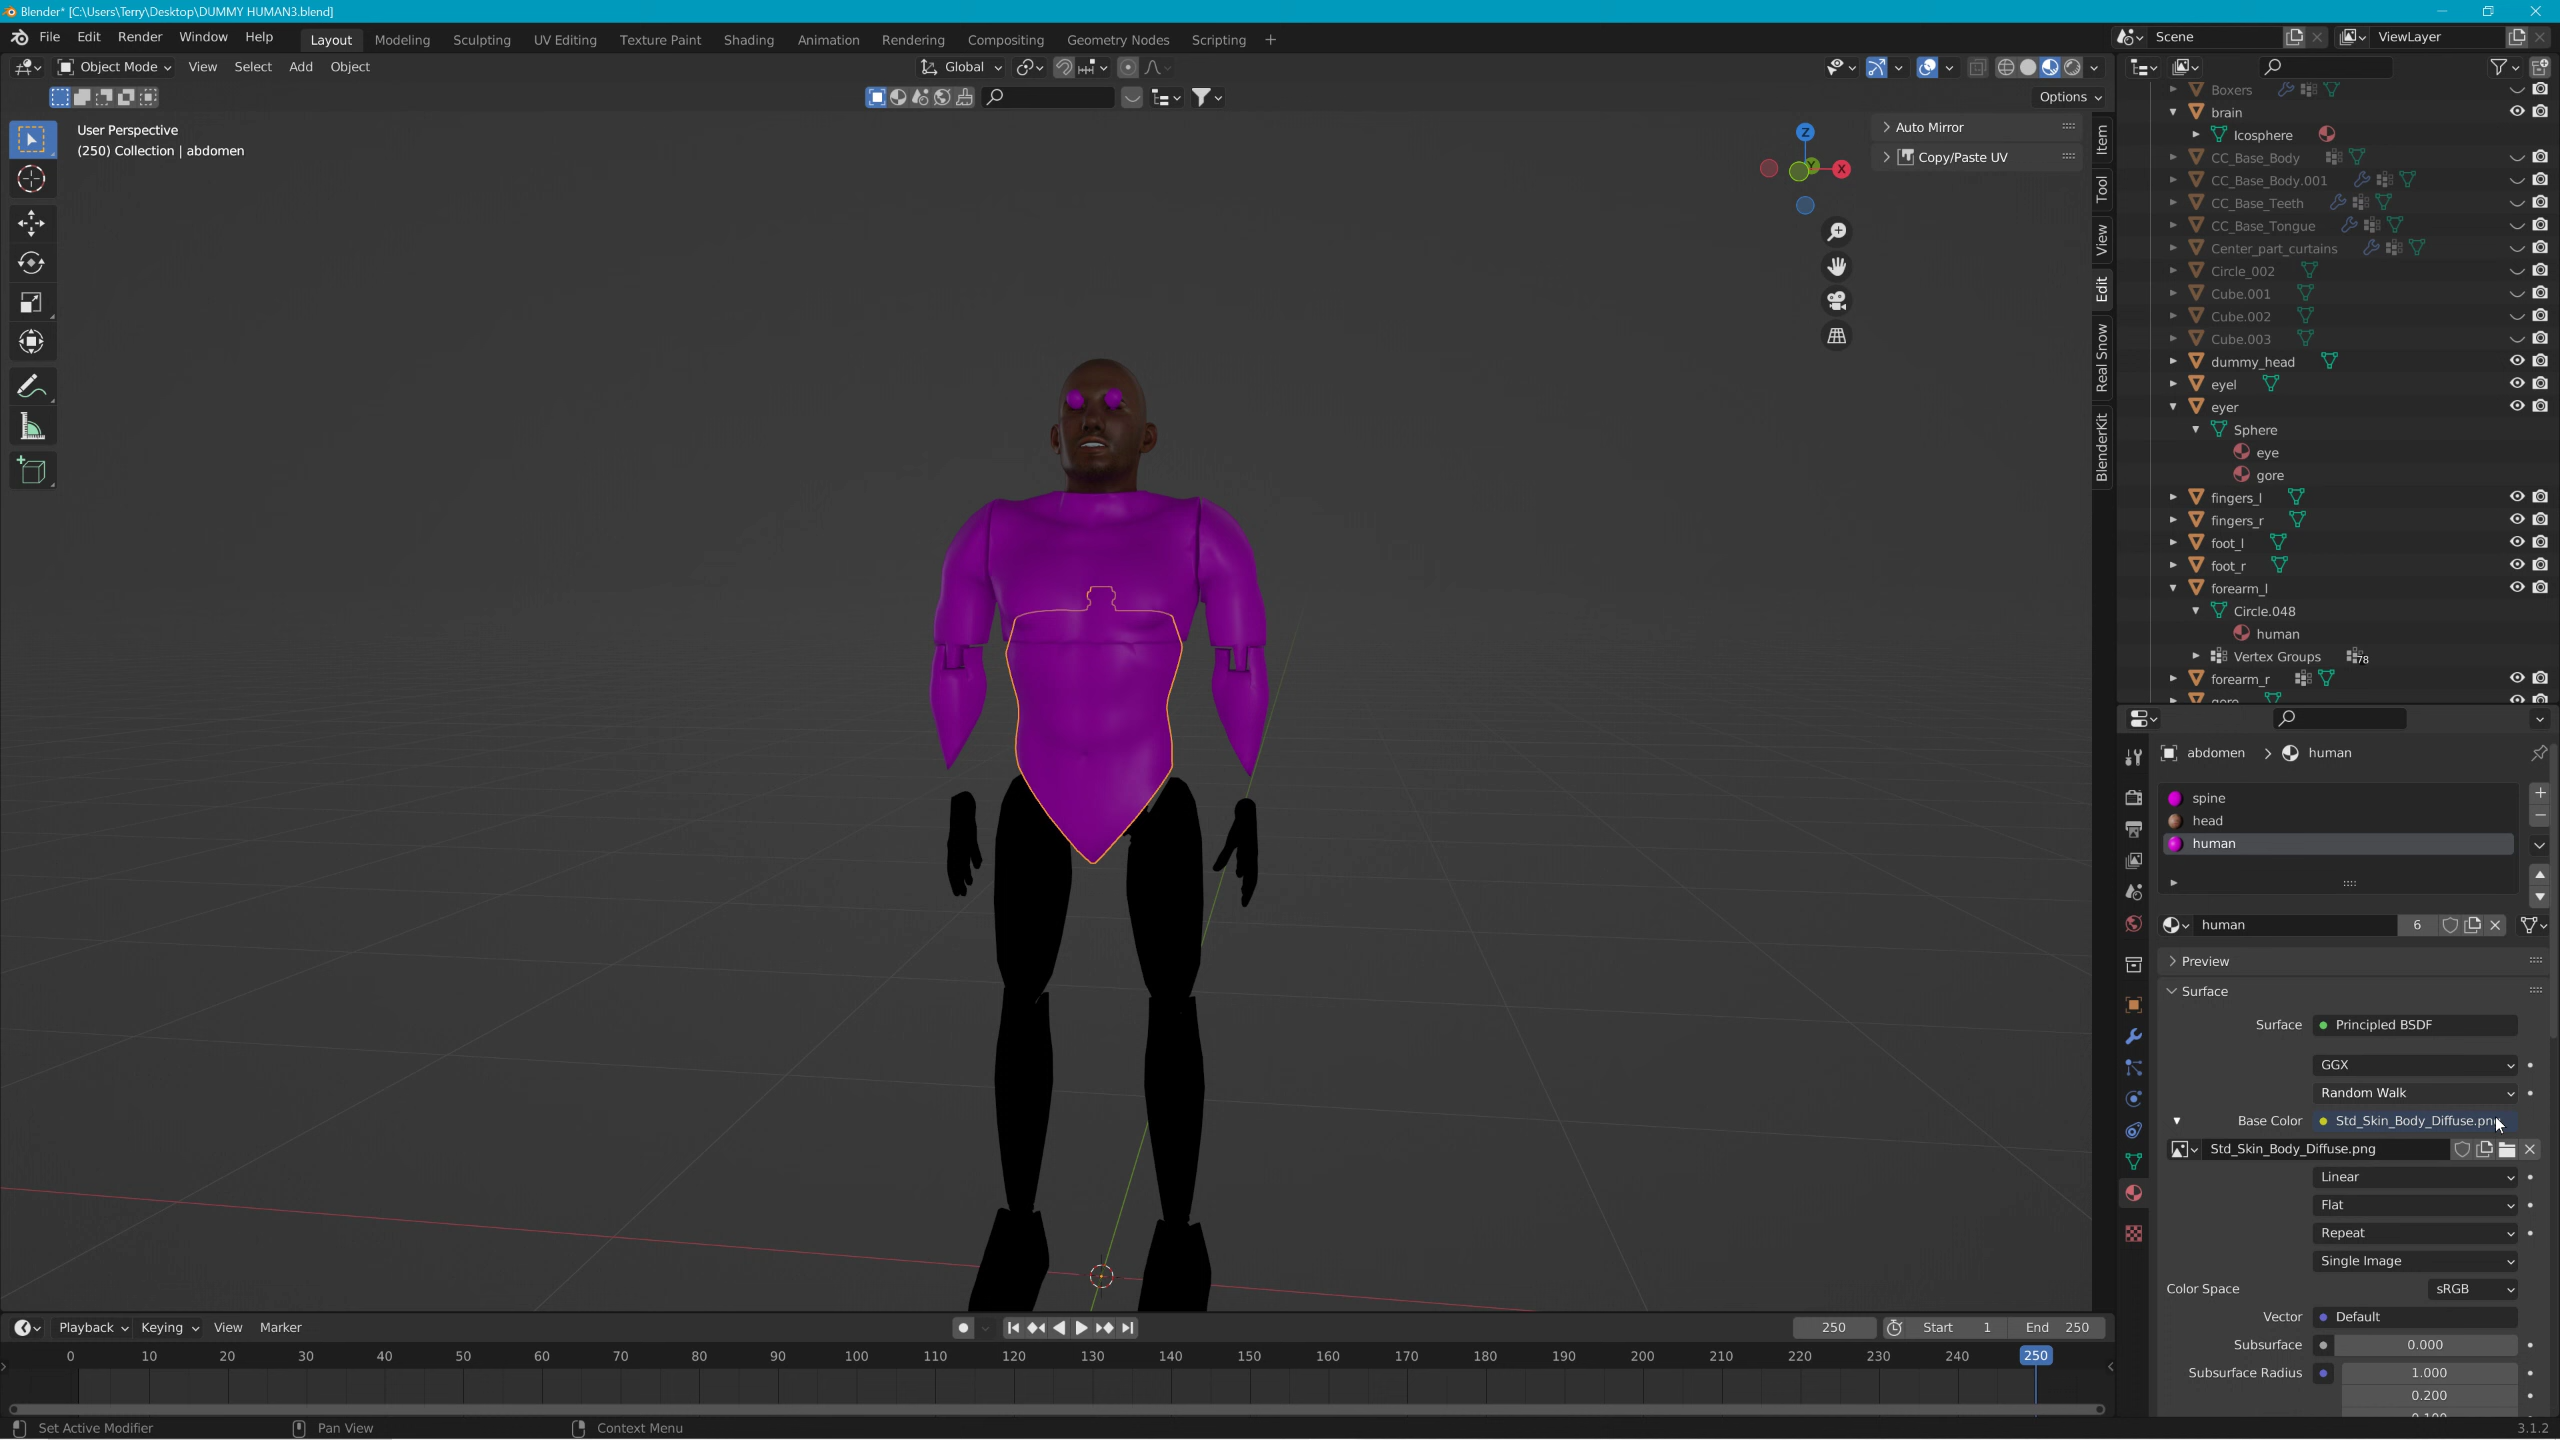 Blender* [C:\Users\Terry\Desktop\DUMMY HUMAN3.blend]
File Edit Render Window Help Layout Modeling Sculpting UV Editing Texture Paint Shading Animation Rendering Compositing Geometry Nodes Scripting + Scene ViewLayer
Object Mode View Select Add Object Global
Options
User Perspective
(250) Collection | abdomen
Z
X
Y
Auto Mirror
Copy/Paste UV
Item
Tool
View
Edit
Real Snow
BlenderKit
Boxers
brain
Icosphere
CC_Base_Body
CC_Base_Body.001
CC_Base_Teeth
CC_Base_Tongue
Center_part_curtains
Circle_002
Cube.001
Cube.002
Cube.003
dummy_head
eyel
eyer
Sphere
eye
gore
fingers_l
fingers_r
foot_l
foot_r
forearm_l
Circle.048
human
Vertex Groups 78
forearm_r
gore
abdomen > human
spine
head
human
human 6
Preview
Surface
Surface Principled BSDF
GGX
Random Walk
Base Color Std_Skin_Body_Diffuse.png
Std_Skin_Body_Diffuse.png
Linear
Flat
Repeat
Single Image
Color Space sRGB
Vector Default
Subsurface 0.000
Subsurface Radius 1.000
0.200
Playback Keying View Marker 250 Start 1 End 250
0 10 20 30 40 50 60 70 80 90 100 110 120 130 140 150 160 170 180 190 200 210 220 230 240 250
Set Active Modifier Pan View Context Menu 3.1.2